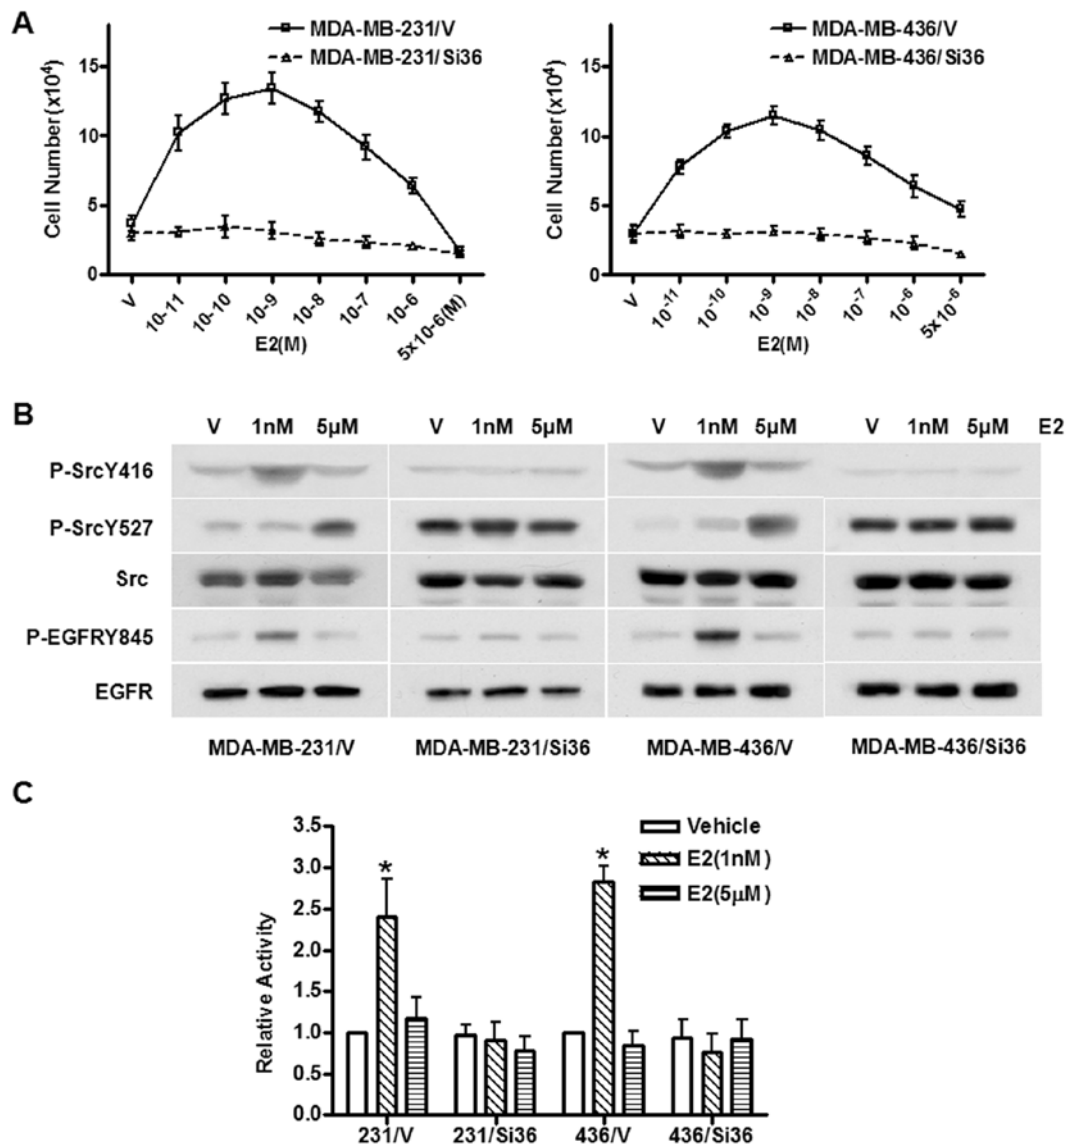 A
MDA-MB-231/V
MDA-MB-231/Si36
Cell Number(x10⁴)
15
10
5
0
V
10-11
10-10
10-9
10-8
10-7
10-6
5x10-6(M)
E2(M)
MDA-MB-436/V
MDA-MB-436/Si36
Cell Number(x10⁴)
15
10
5
0
V
10⁻¹¹
10⁻¹⁰
10⁻⁹
10⁻⁸
10⁻⁷
10⁻⁶
5x10⁻⁶
E2(M)
B
V 1nM 5μM V 1nM 5μM V 1nM 5μM V 1nM 5μM E2
P-SrcY416
P-SrcY527
Src
P-EGFRY845
EGFR
MDA-MB-231/V MDA-MB-231/Si36 MDA-MB-436/V MDA-MB-436/Si36
C
Relative Activity
3.5
3.0
2.5
2.0
1.5
1.0
0.5
0.0
* *
Vehicle
E2(1nM)
E2(5μM)
231/V 231/Si36 436/V 436/Si36